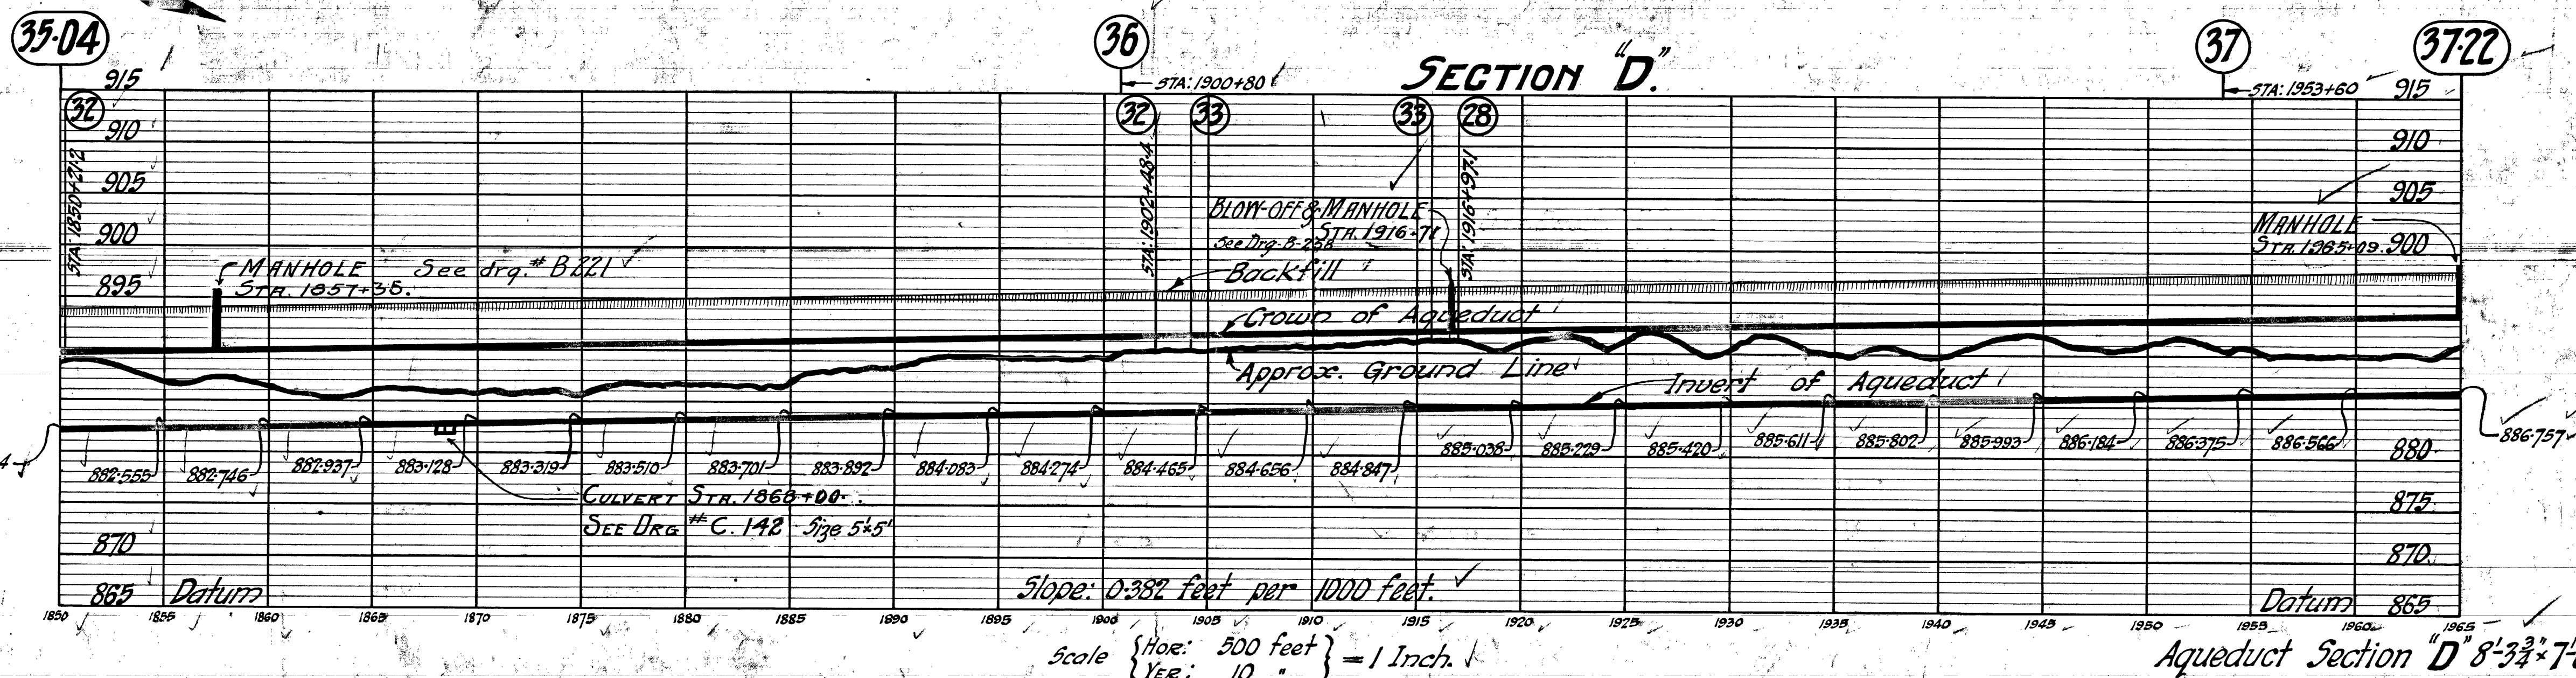 35·04
36
SECTION "D".
37
37·22
STA: 1900+80
STA: 1953+60
915
915
32
32
33
33
28
910
910
STA: 1850+21·2
STA: 1902+48·4
STA: 1916+97·1
905
905
BLOW-OFF & MANHOLE
STA. 1916+71
See Drg. B-258
MANHOLE
STA. 1965+09.
900
900
MANHOLE See drg. # B221
STA. 1857+35.
Backfill
895
Crown of Aqueduct
Approx. Ground Line
Invert of Aqueduct
882·555
882·746
882·937
883·128
883·319
883·510
883·701
883·892
884·083
884·274
884·465
884·656
884·847
885·038
885·229
885·420
885·611
885·802
885·993
886·184
886·375
886·566
886·757
880
CULVERT STA. 1868+00.
SEE DRG # C. 142 Size 5'x5'
875
870
870
865 Datum
Slope: 0·382 feet per 1000 feet.
Datum 865
1850 1855 1860 1865 1870 1875 1880 1885 1890 1895 1900 1905 1910 1915 1920 1925 1930 1935 1940 1945 1950 1955 1960 1965
Scale { HOR: 500 feet } = 1 Inch.
VER: 10 "
Aqueduct Section "D" 8'-3¾" x